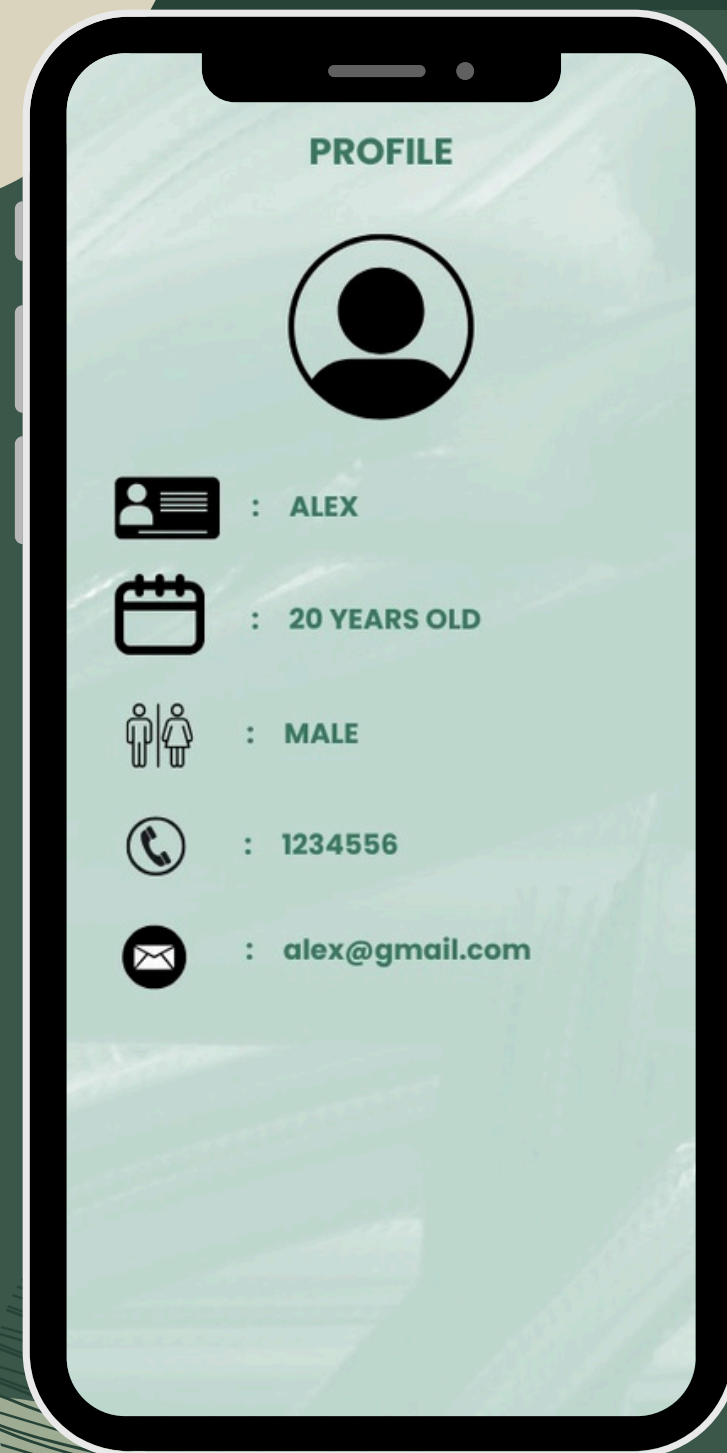 PROFILE
: ALEX
: 20 YEARS OLD
: MALE
: 1234556
: alex@gmail.com